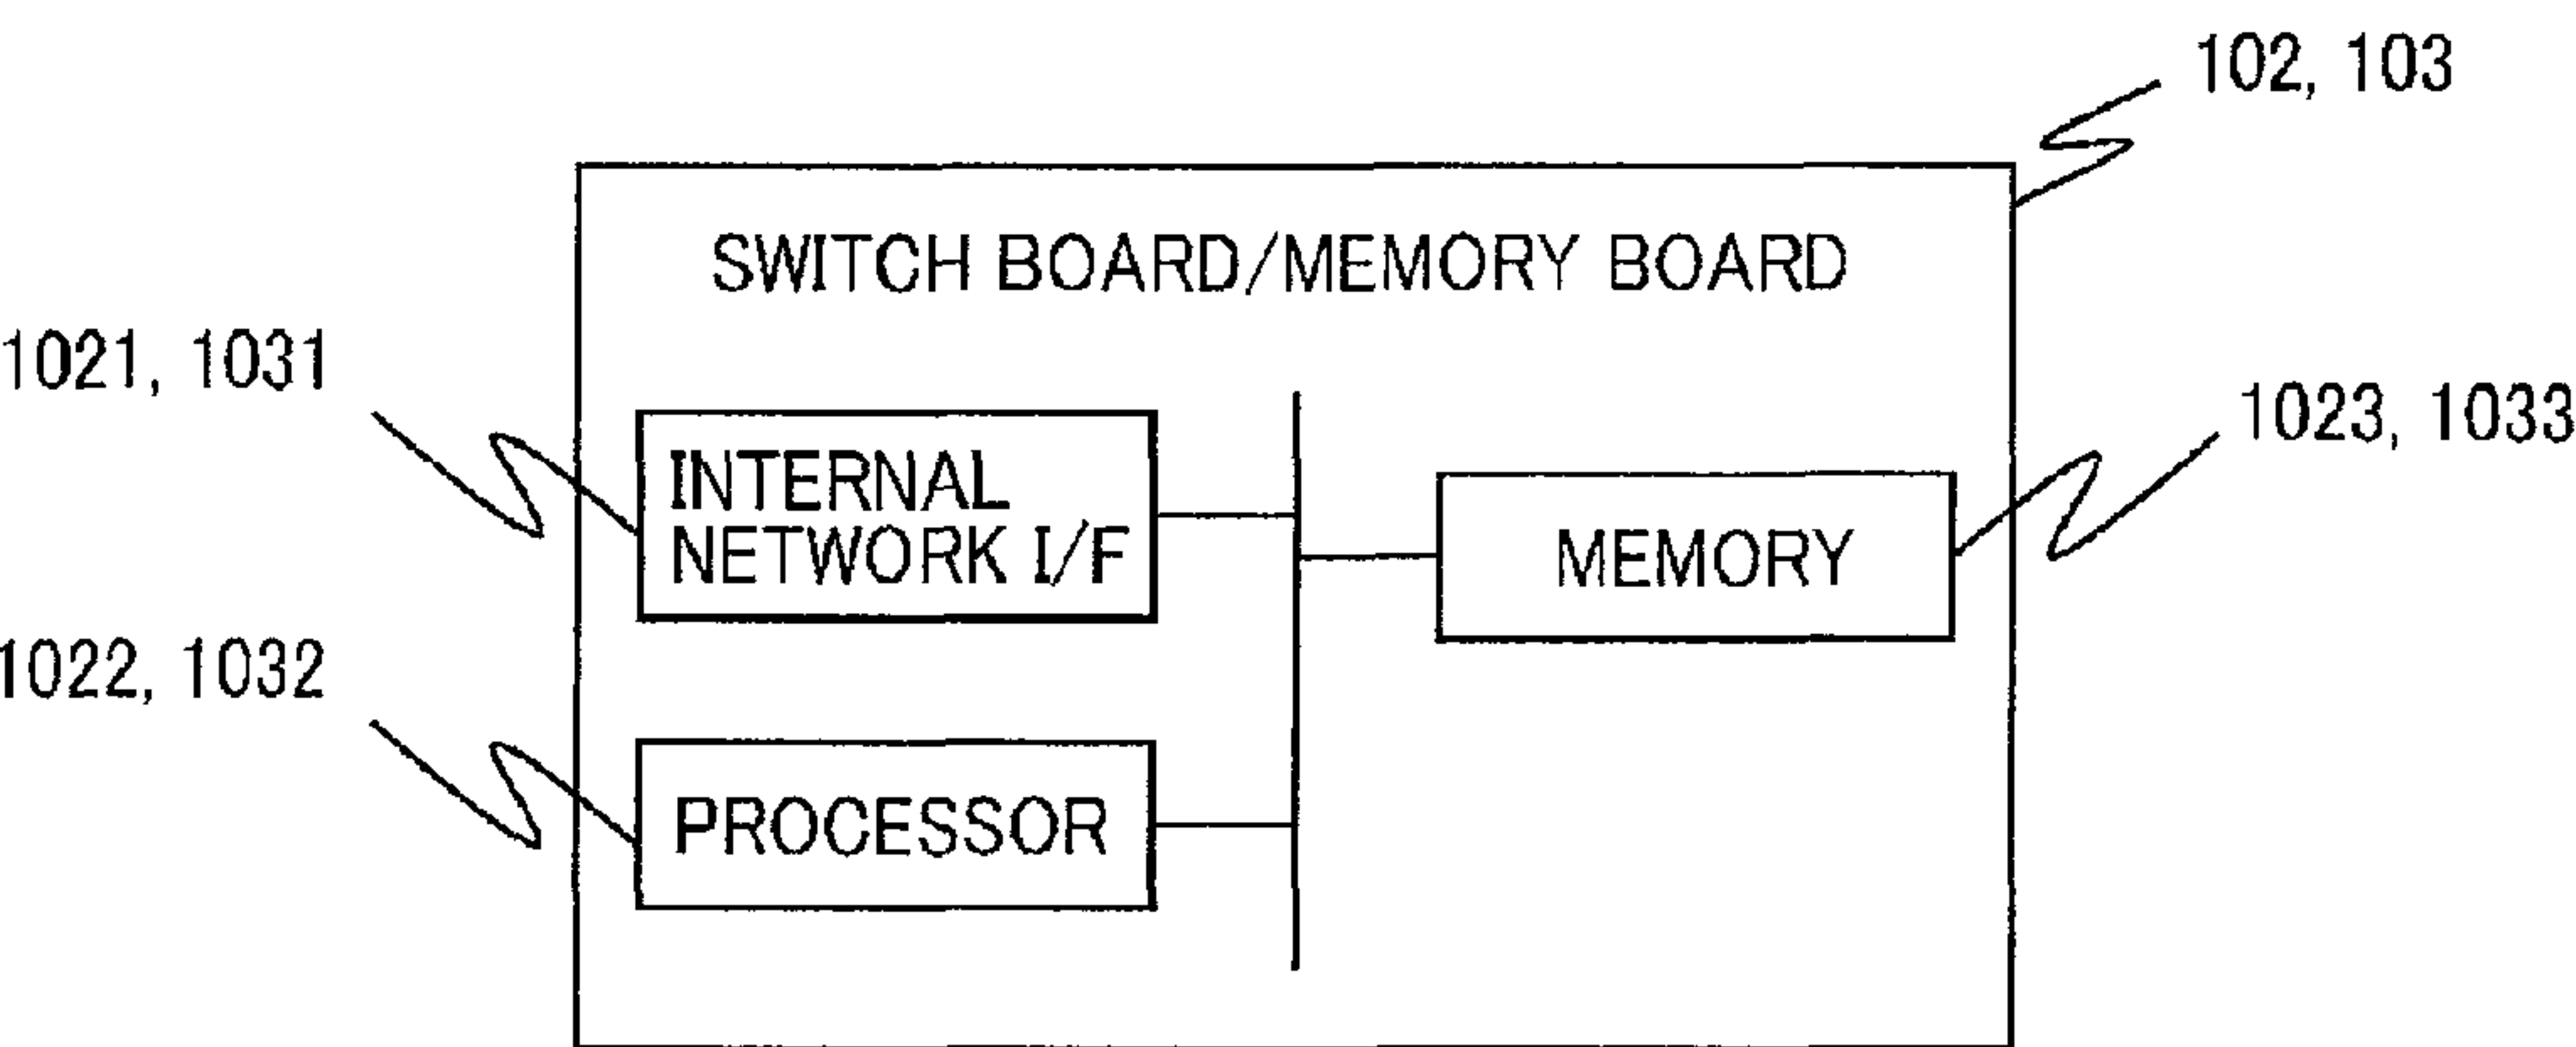 102, 103
SWITCH BOARD/MEMORY BOARD
1021, 1031
INTERNAL
NETWORK I/F
1023, 1033
MEMORY
1022, 1032
PROCESSOR